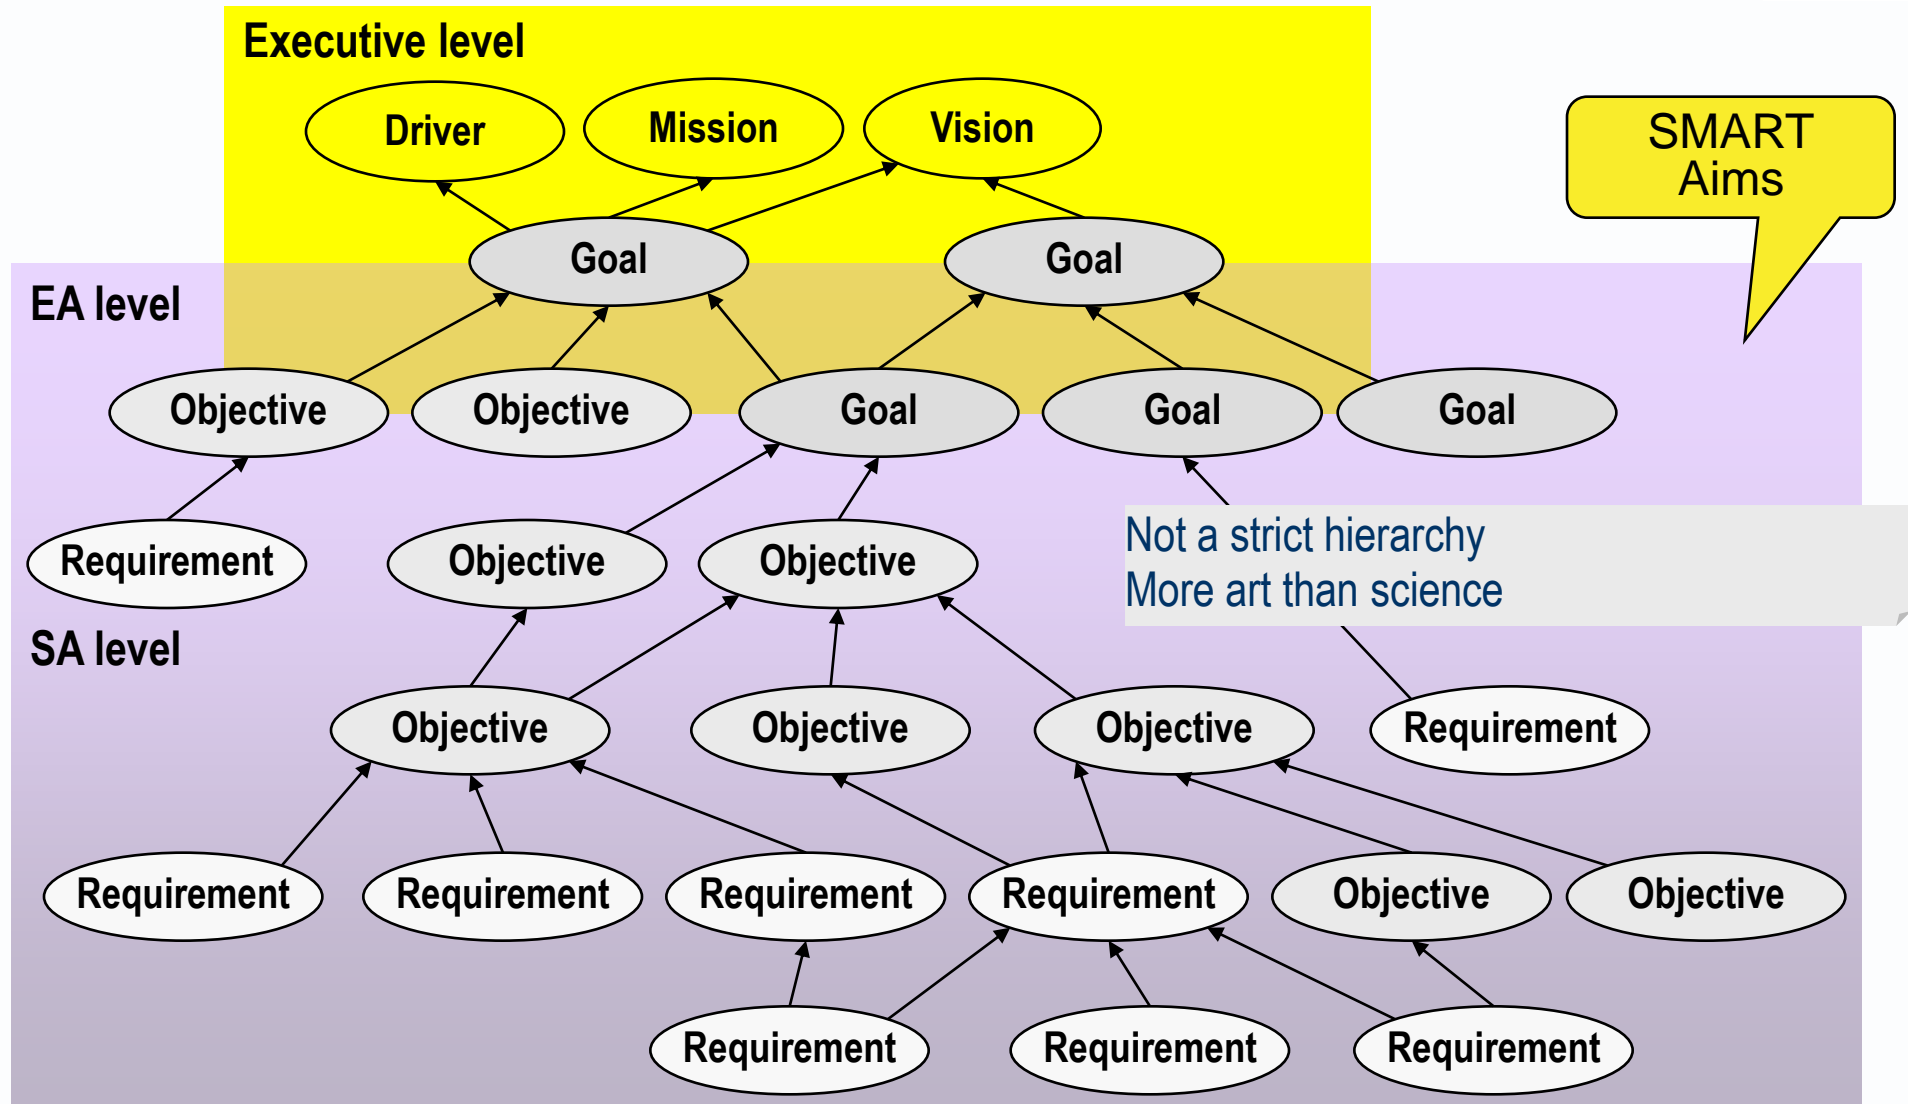 Executive level
Driver
Mission
Vision
SMART
Aims
Goal
Goal
EA level
Objective
Objective
Goal
Goal
Goal
Requirement
Objective
Objective
Not a strict hierarchy
More art than science
SA level
Objective
Objective
Objective
Requirement
Requirement
Requirement
Requirement
Requirement
Objective
Objective
Requirement
Requirement
Requirement